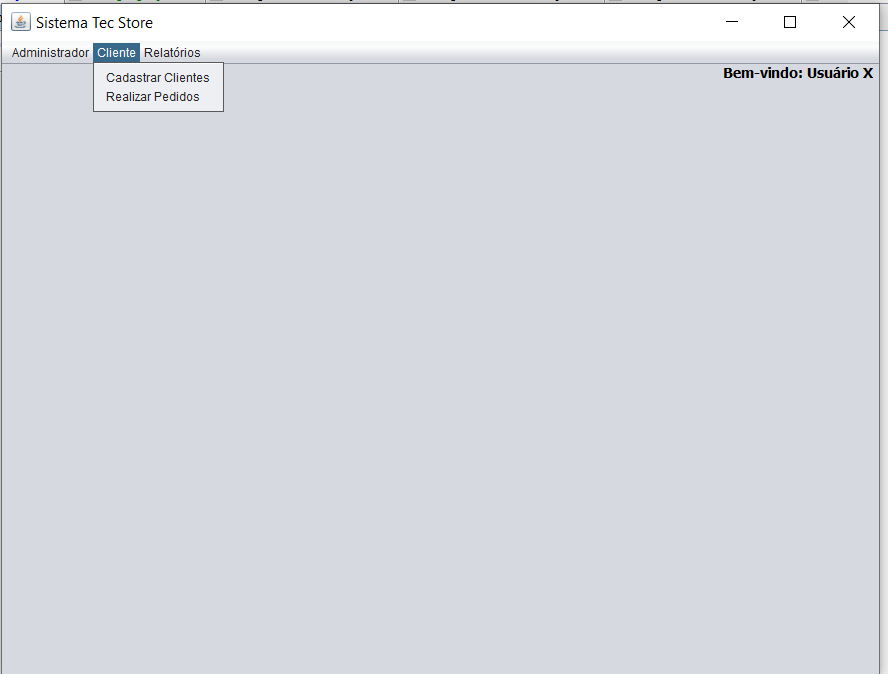 Sistema Tec Store
Administrador Cliente Relatórios
Bem-vindo: Usuário X
Cadastrar Clientes
Realizar Pedidos